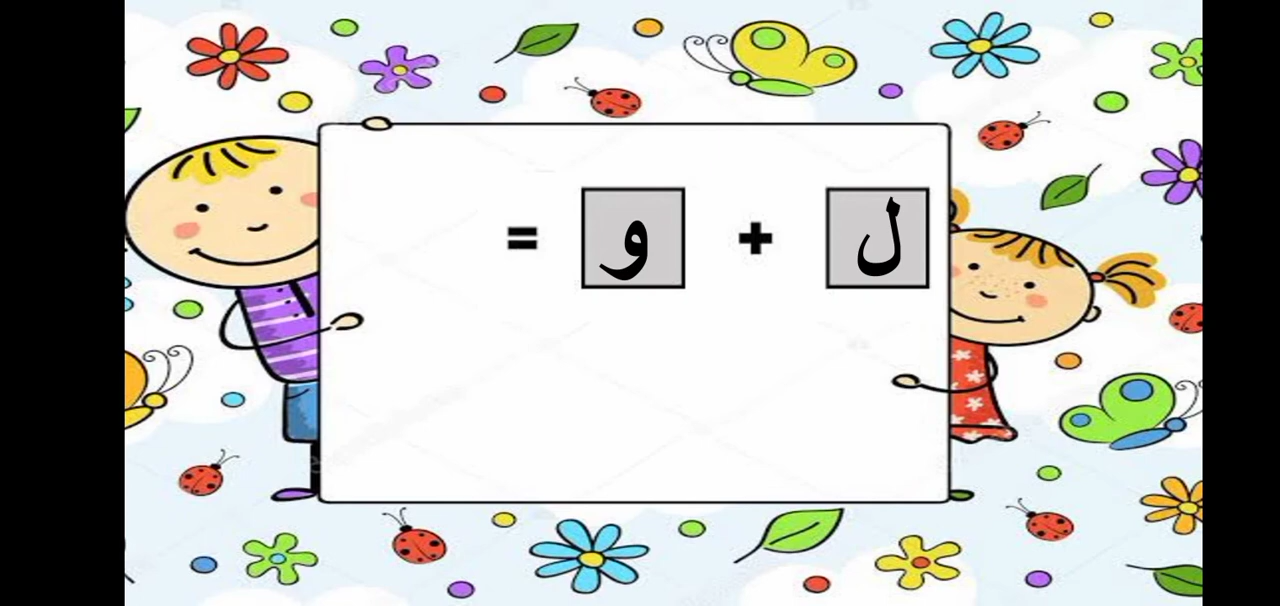 ل + و =